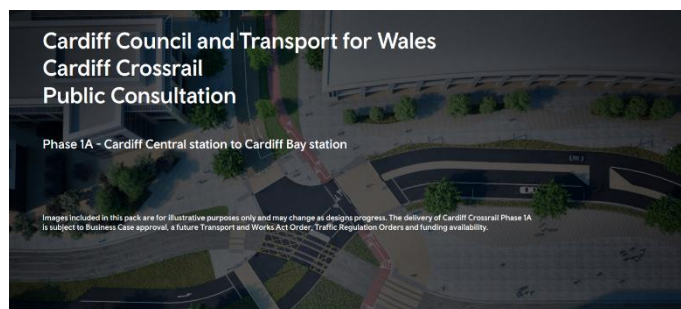 Cardiff Council and Transport for Wales
Cardiff Crossrail
Public Consultation
Phase 1A - Cardiff Central station to Cardiff Bay station
Images included in this pack are for illustrative purposes only and may change as designs progress. The delivery of Cardiff Crossrail Phase 1A
is subject to Business Case approval, a future Transport and Works Act Order, Traffic Regulation Orders and funding availability.